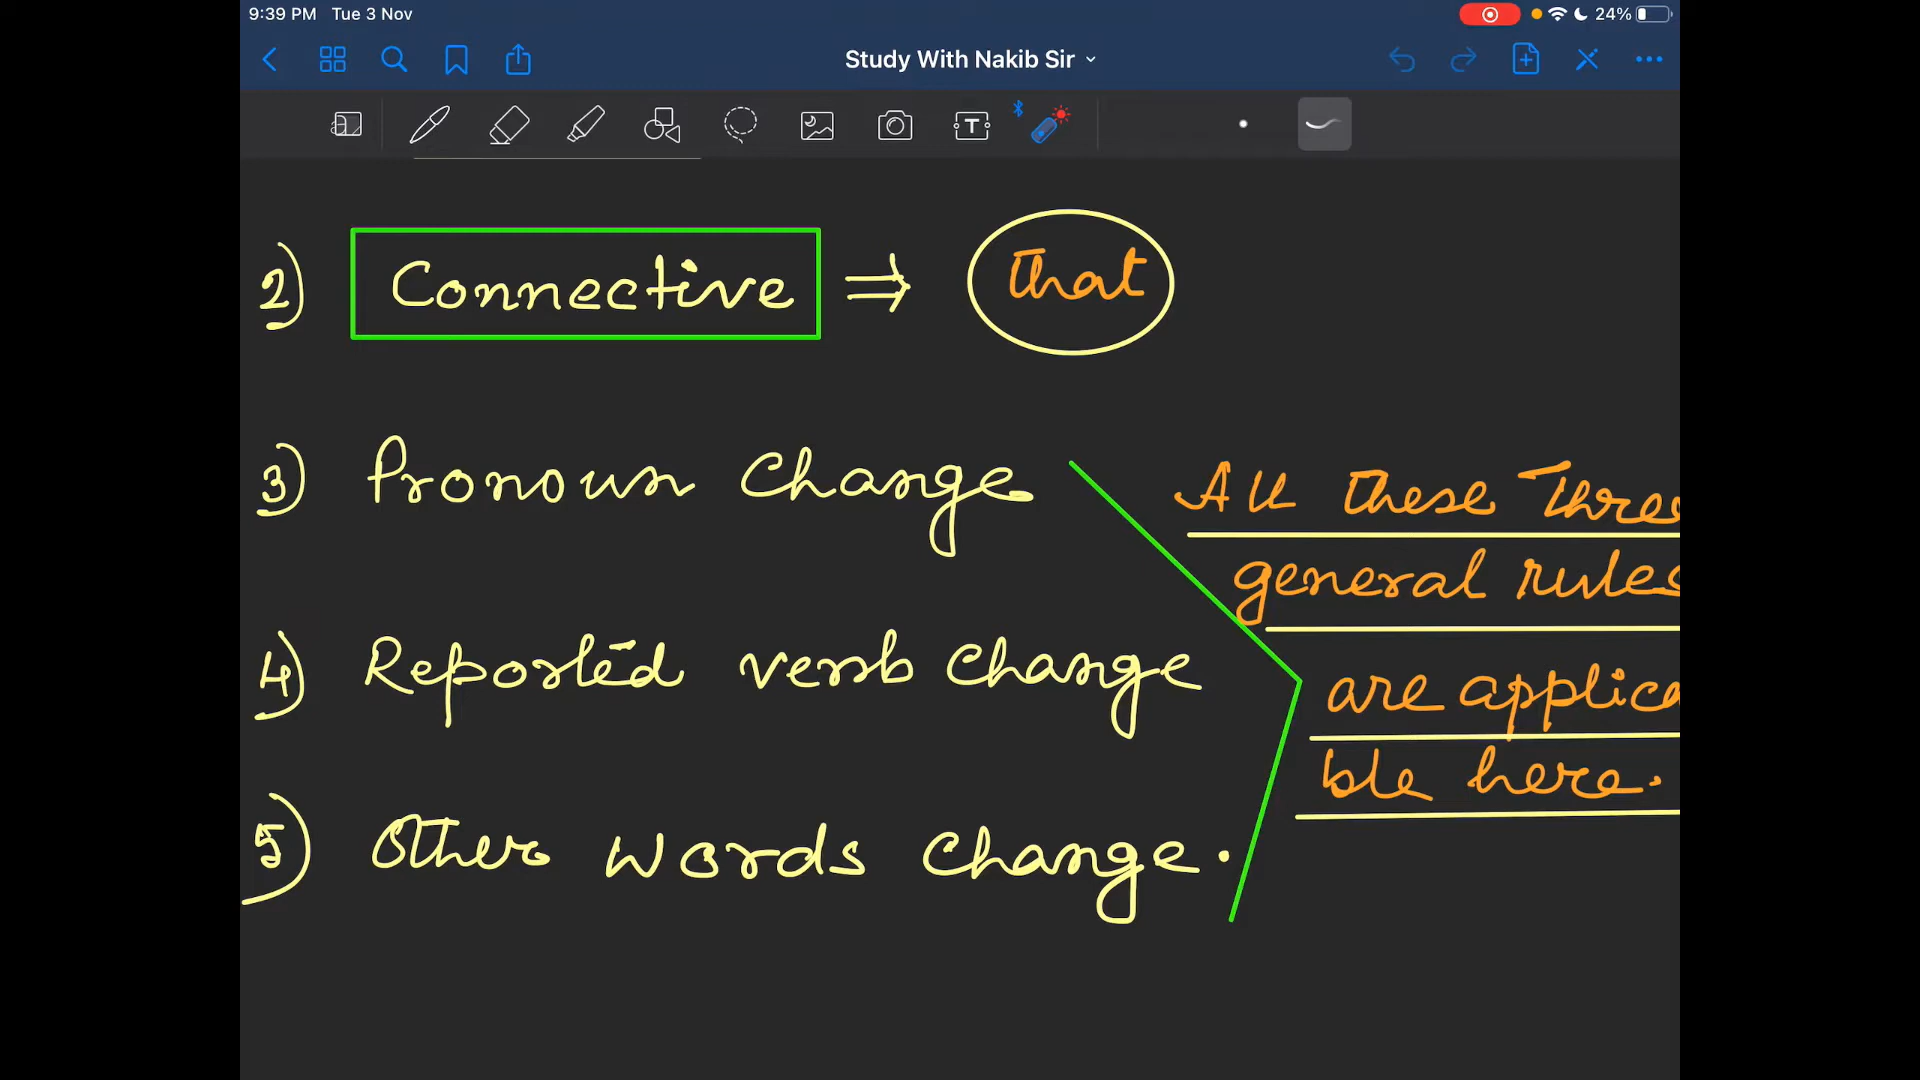 9:39 PM Tue 3 Nov
24%
Study With Nakib Sir
T
2) Connective ⇒ that
3) Pronoun Change
4) Reported verb change
5) Other words change.
All these three
general rules
are applica
ble here.